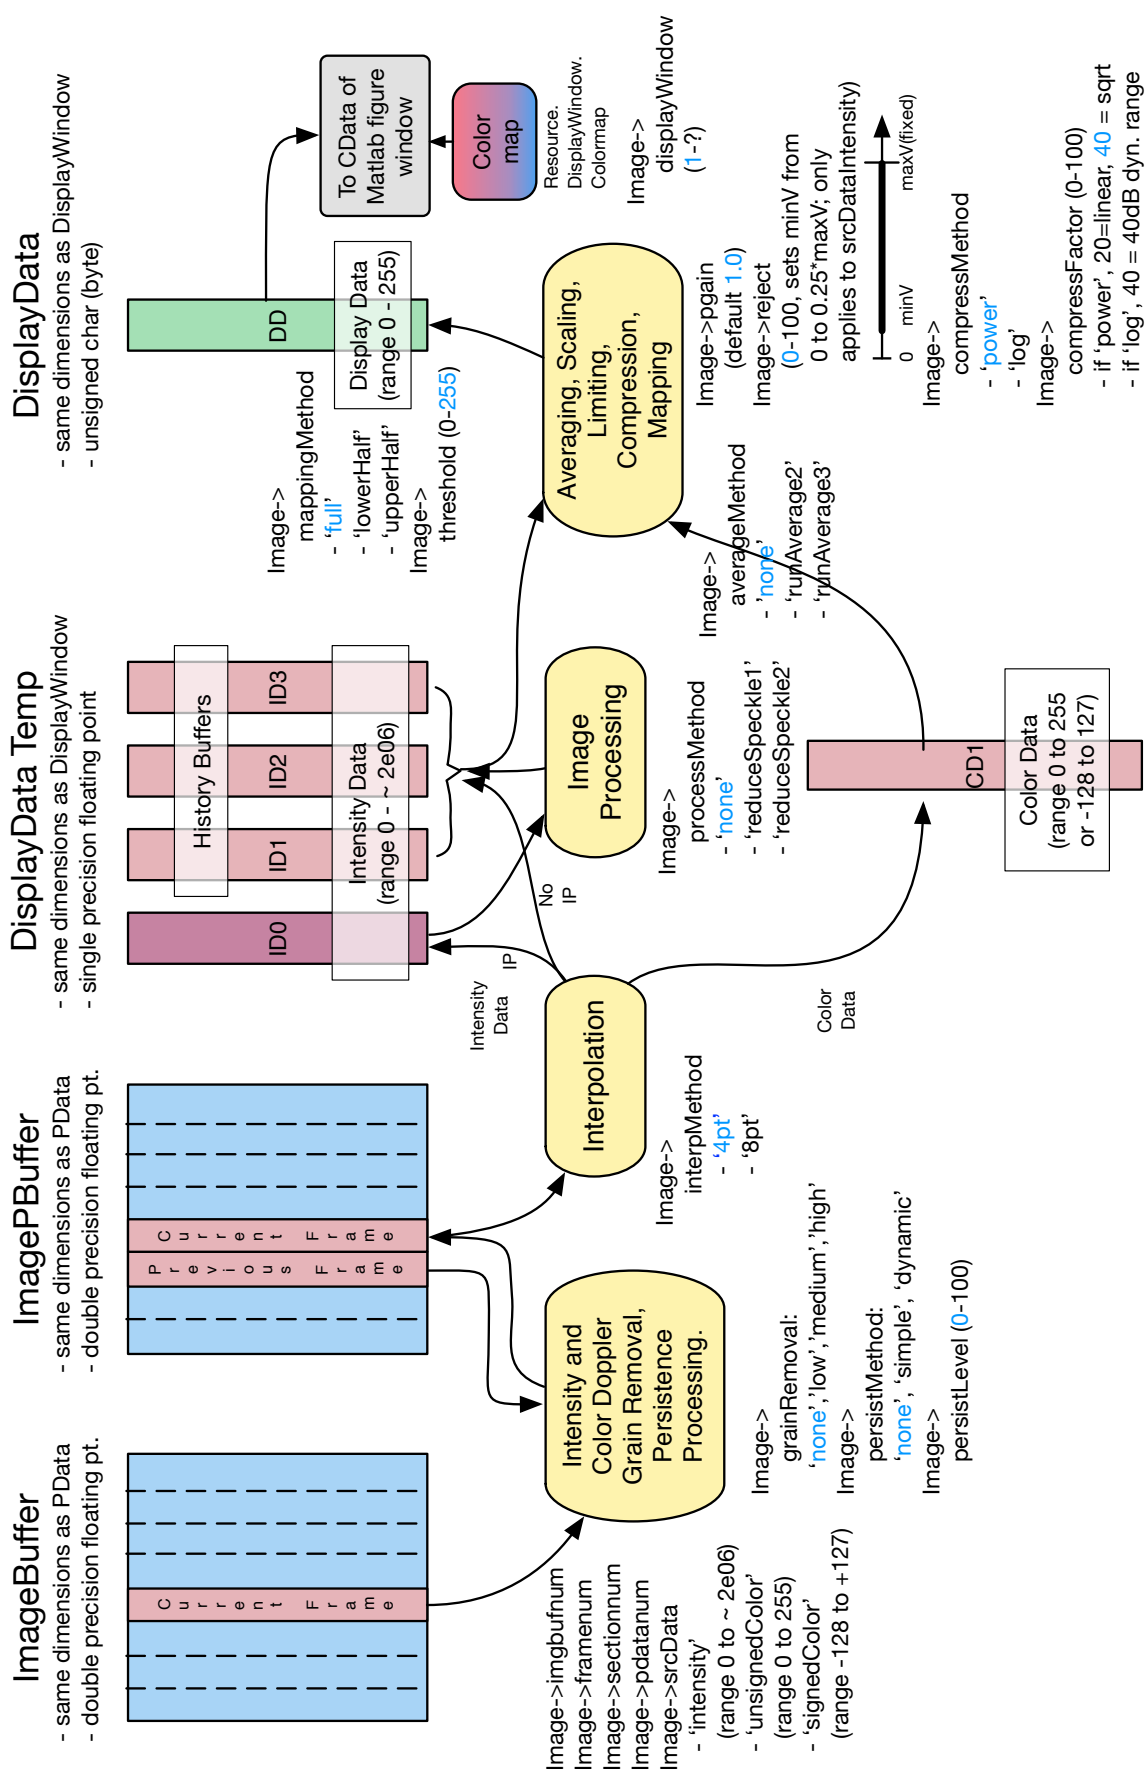 ImageBuffer
- same dimensions as PData
- double precision floating pt.
Current Frame
Image->imgbufnum
Image->framenum
Image->sectionnum
Image->pdatanum
Image->srcData
- 'intensity'
(range 0 to ~ 2e06)
- 'unsignedColor'
(range 0 to 255)
- 'signedColor'
(range -128 to +127)
ImagePBuffer
- same dimensions as PData
- double precision floating pt.
Previous Frame
Current Frame
Intensity and
Color Doppler
Grain Removal,
Persistence
Processing.
Image->
grainRemoval:
'none','low','medium','high'
Image->
persistMethod:
'none', 'simple', 'dynamic'
Image->
persistLevel (0-100)
Interpolation
Image->
interpMethod
- '4pt'
- '8pt'
DisplayData Temp
- same dimensions as DisplayWindow
- single precision floating point
History Buffers
ID0
ID1
ID2
ID3
Intensity Data
(range 0 - ~ 2e06)
Intensity
Data
IP
No
IP
Color
Data
Image
Processing
Image->
processMethod
- 'none'
- 'reduceSpeckle1'
- 'reduceSpeckle2'
CD1
Color Data
(range 0 to 255
or -128 to 127)
DisplayData
- same dimensions as DisplayWindow
- unsigned char (byte)
DD
Display Data
(range 0 - 255)
Image->
mappingMethod
- 'full'
- 'lowerHalf'
- 'upperHalf'
Image->
threshold (0-255)
Averaging, Scaling,
Limiting,
Compression,
Mapping
Image->
averageMethod
- 'none'
- 'runAverage2'
- 'runAverage3'
Image->pgain
(default 1.0)
Image->reject
(0-100, sets minV from
0 to 0.25*maxV; only
applies to srcDataIntensity)
0
minV
maxV(fixed)
Image->
compressMethod
- 'power'
- 'log'
Image->
compressFactor (0-100)
- if 'power', 20=linear, 40 = sqrt
- if 'log', 40 = 40dB dyn. range
To CData of
Matlab figure
window
Color
map
Resource.
DisplayWindow.
Colormap
Image->
displayWindow
(1-?)